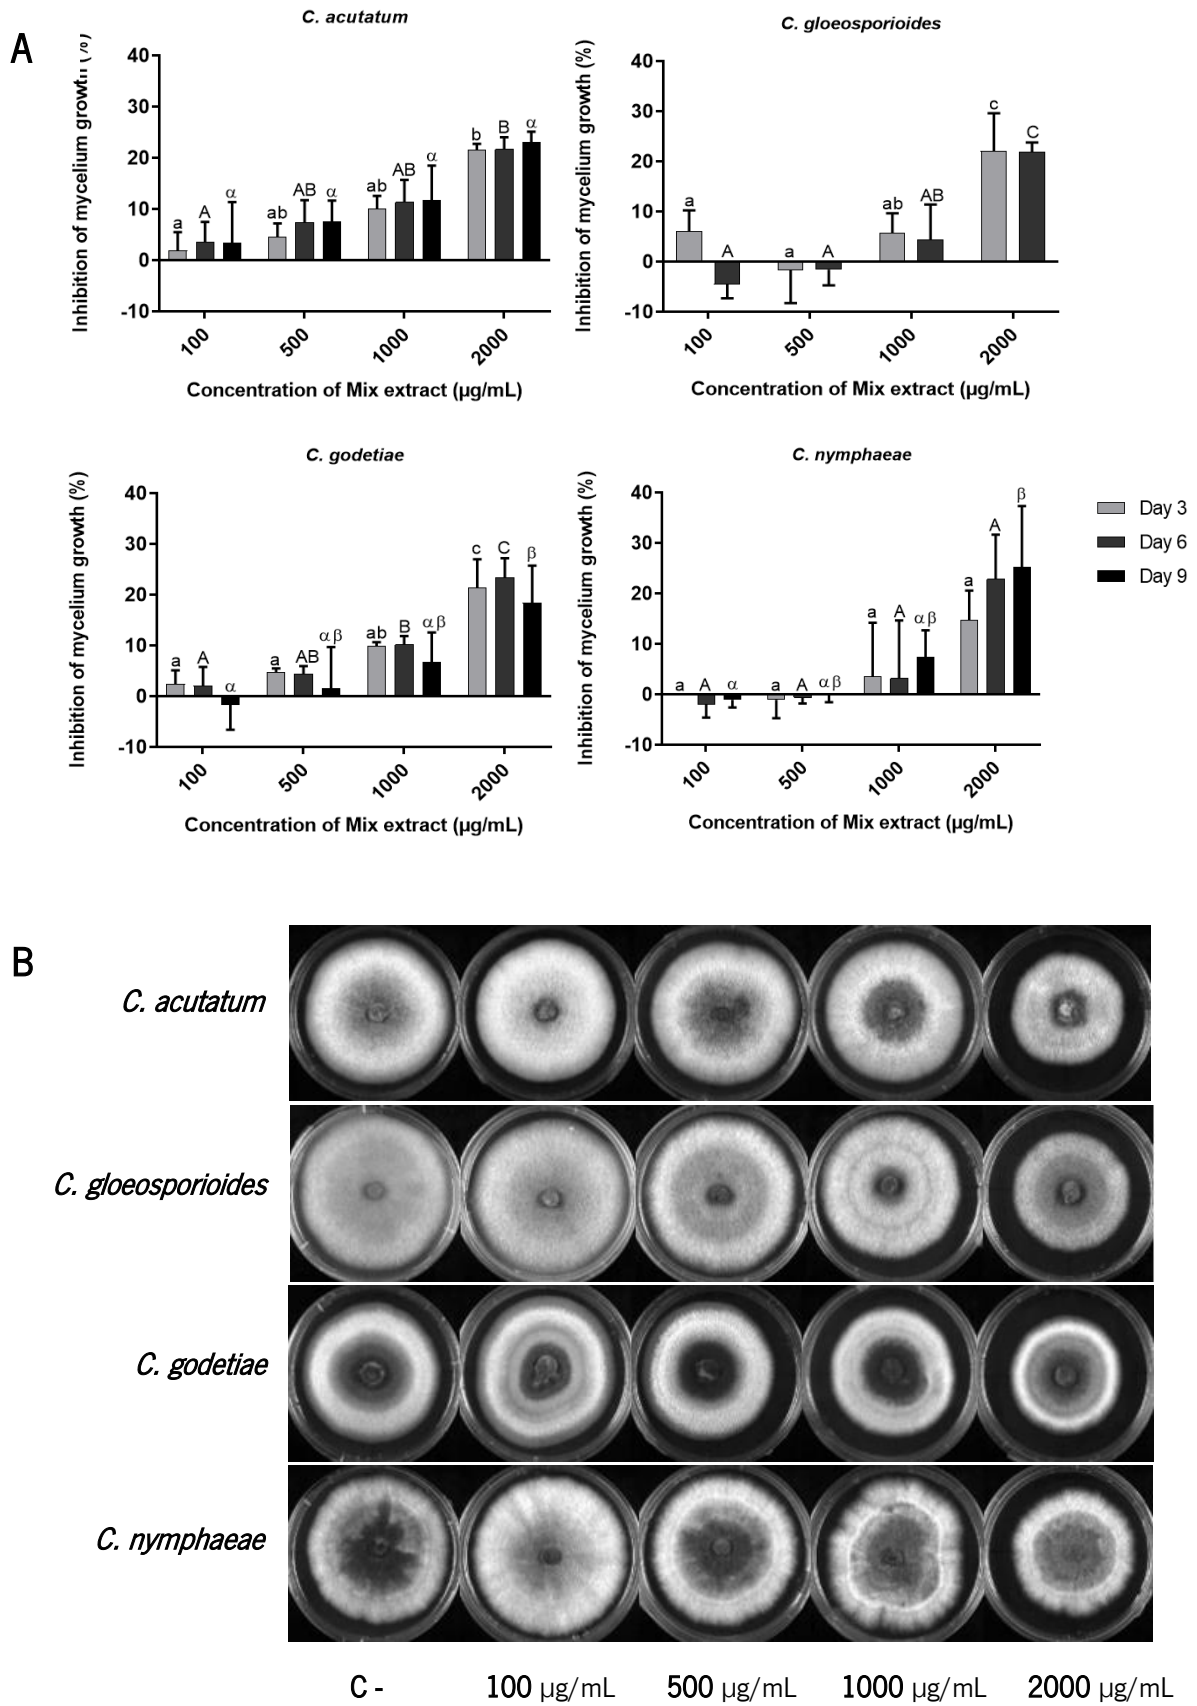 A
C. acutatum
Inhibition of mycelium growth (%)
40
30
20
10
0
-10
a A α
ab AB α
ab AB α
b B α
100 500 1000 2000
Concentration of Mix extract (µg/mL)
C. gloeosporioides
Inhibition of mycelium growth (%)
40
30
20
10
0
-10
a A
a A
ab AB
c C
100 500 1000 2000
Concentration of Mix extract (µg/mL)
C. godetiae
Inhibition of mycelium growth (%)
40
30
20
10
0
-10
a A α
a AB αβ
ab B αβ
c C β
100 500 1000 2000
Concentration of Mix extract (µg/mL)
C. nymphaeae
Inhibition of mycelium growth (%)
40
30
20
10
0
-10
a A α
a A αβ
a A αβ
a A β
100 500 1000 2000
Concentration of Mix extract (µg/mL)
Day 3
Day 6
Day 9
B
C. acutatum
C. gloeosporioides
C. godetiae
C. nymphaeae
C - 100 µg/mL 500 µg/mL 1000 µg/mL 2000 µg/mL